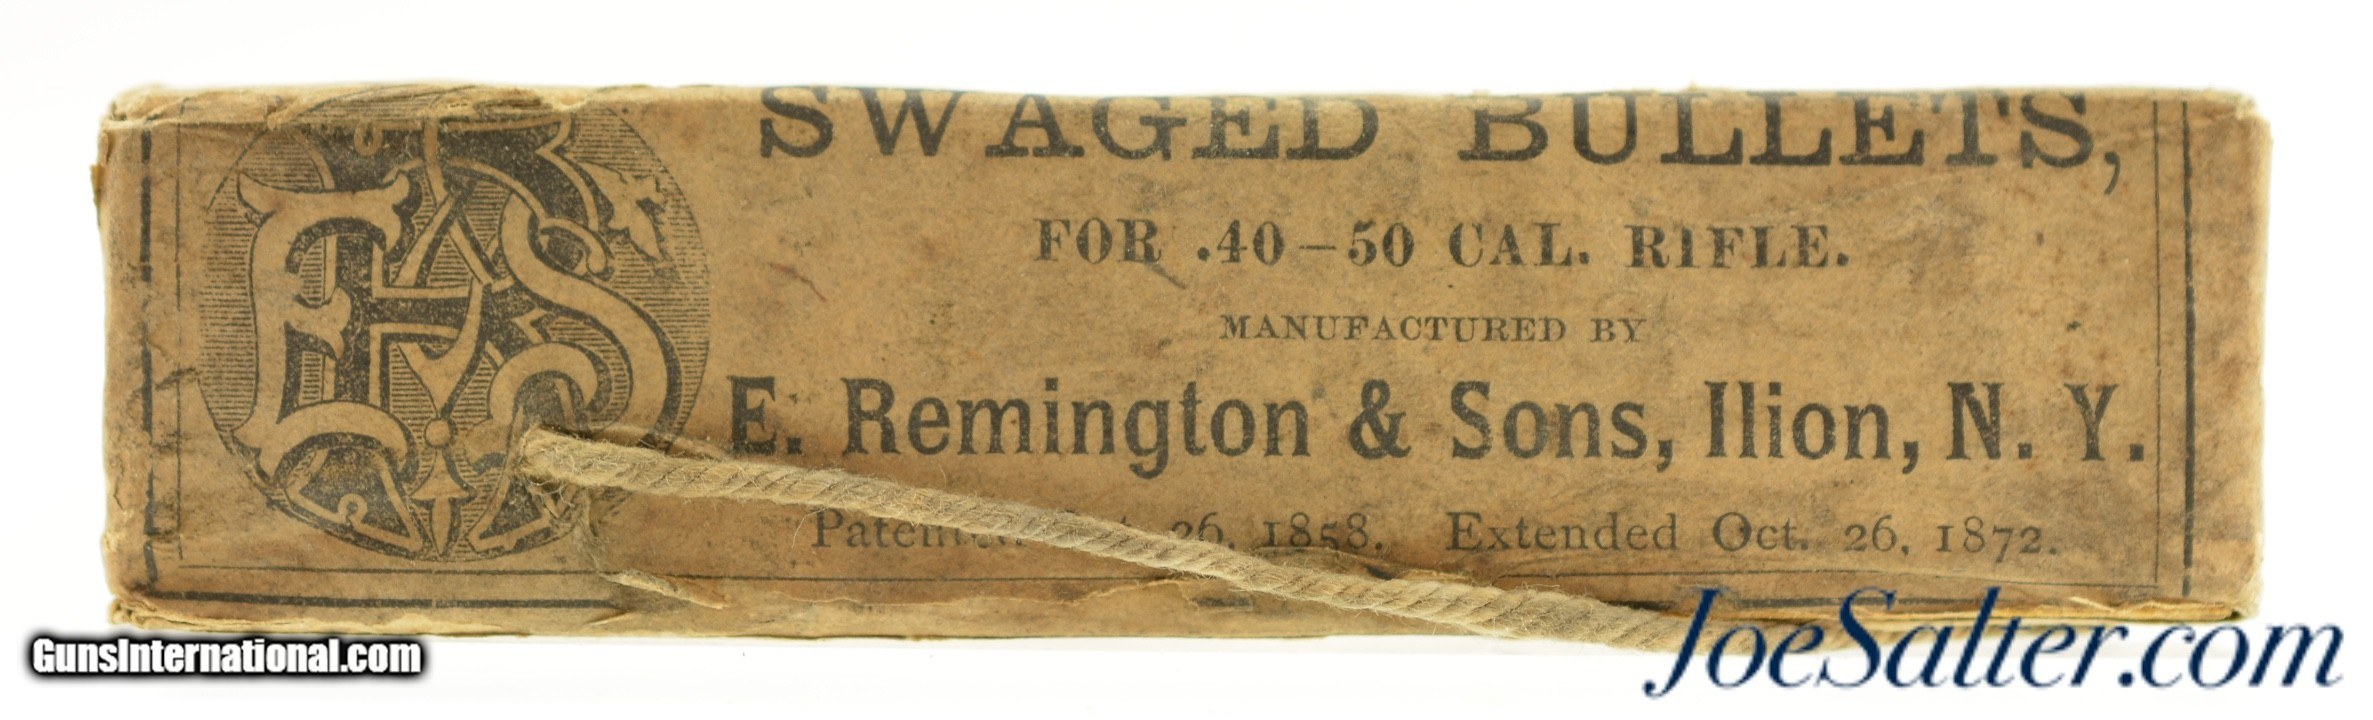 SWAGED BULLETS,
FOR .40-50 CAL. RIFLE.
MANUFACTURED BY
E. Remington & Sons, Ilion, N. Y.
26, 1858. Extended Oct. 26, 1872.
GunsInternational.com
JoeSalter.com